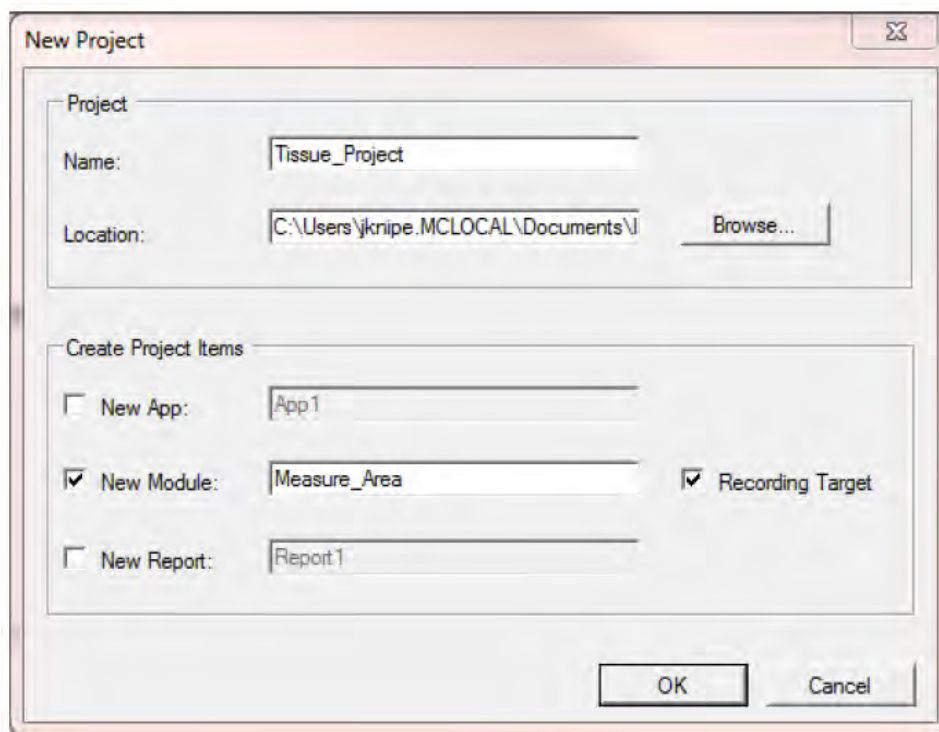 New Project
Project
Name: Tissue_Project
Location: C:\Users\jknipe.MCLOCAL\Documents\ Browse...
Create Project Items
New App: App1
New Module: Measure_Area Recording Target
New Report: Report1
OK Cancel